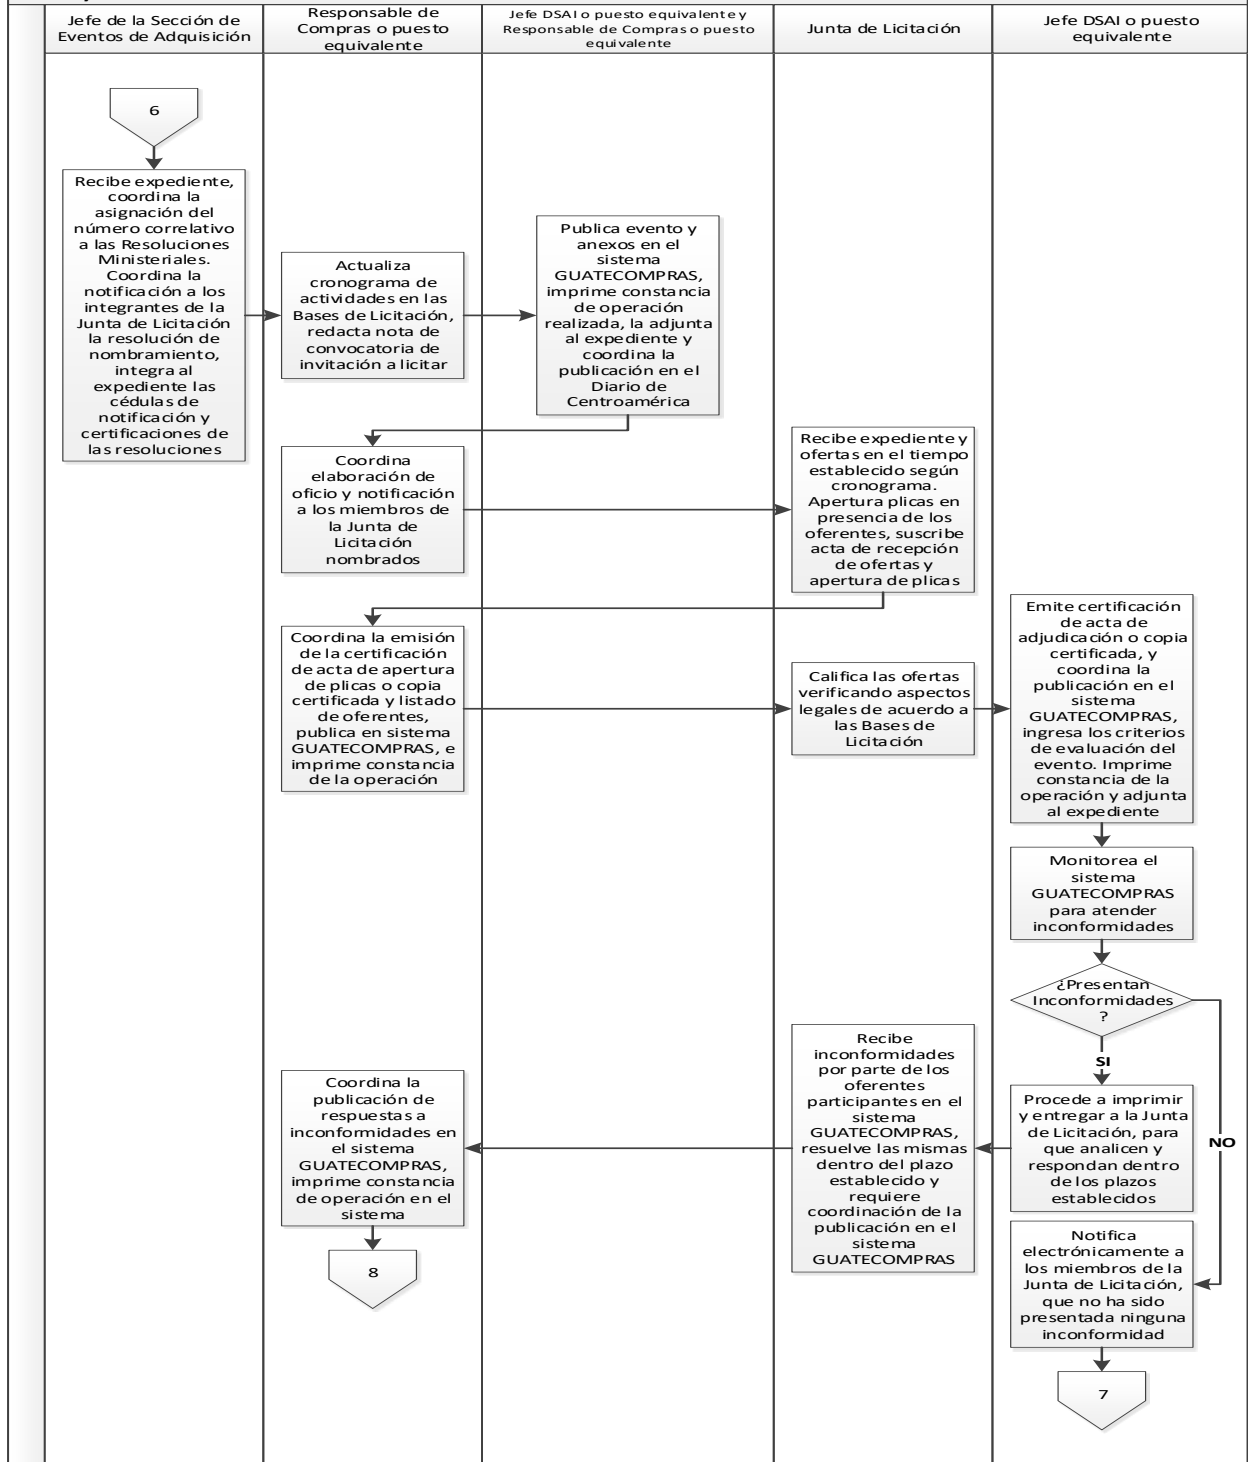 Jefe de la Sección de
Eventos de Adquisición
Responsable de
Compras o puesto
equivalente
Jefe DSAI o puesto equivalente y
Responsable de Compras o puesto
equivalente
Junta de Licitación
Jefe DSAI o puesto
equivalente
6
Recibe expediente,
coordina la
asignación del
número correlativo
a las Resoluciones
Ministeriales.
Coordina la
notificación a los
integrantes de la
Junta de Licitación
la resolución de
nombramiento,
integra al
expediente las
cédulas de
notificación y
certificaciones de
las resoluciones
Actualiza
cronograma de
actividades en las
Bases de Licitación,
redacta nota de
convocatoria de
invitación a licitar
Publica evento y
anexos en el
sistema
GUATECOMPRAS,
imprime constancia
de operación
realizada, la adjunta
al expediente y
coordina la
publicación en el
Diario de
Centroamérica
Coordina
elaboración de
oficio y notificación
a los miembros de
la Junta de
Licitación
nombrados
Recibe expediente y
ofertas en el tiempo
establecido según
cronograma.
Apertura plicas en
presencia de los
oferentes, suscribe
acta de recepción
de ofertas y
apertura de plicas
Coordina la emisión
de la certificación
de acta de apertura
de plicas o copia
certificada y listado
de oferentes,
publica en sistema
GUATECOMPRAS, e
imprime constancia
de la operación
Califica las ofertas
verificando aspectos
legales de acuerdo a
las Bases de
Licitación
Emite certificación
de acta de
adjudicación o copia
certificada, y
coordina la
publicación en el
sistema
GUATECOMPRAS,
ingresa los criterios
de evaluación del
evento. Imprime
constancia de la
operación y adjunta
al expediente
Monitorea el
sistema
GUATECOMPRAS
para atender
inconformidades
¿Presentan
Inconformidades
?
SI
NO
Procede a imprimir
y entregar a la Junta
de Licitación, para
que analicen y
respondan dentro
de los plazos
establecidos
Recibe
inconformidades
por parte de los
oferentes
participantes en el
sistema
GUATECOMPRAS,
resuelve las mismas
dentro del plazo
establecido y
requiere
coordinación de la
publicación en el
sistema
GUATECOMPRAS
Coordina la
publicación de
respuestas a
inconformidades en
el sistema
GUATECOMPRAS,
imprime constancia
de operación en el
sistema
8
Notifica
electrónicamente a
los miembros de la
Junta de Licitación,
que no ha sido
presentada ninguna
inconformidad
7